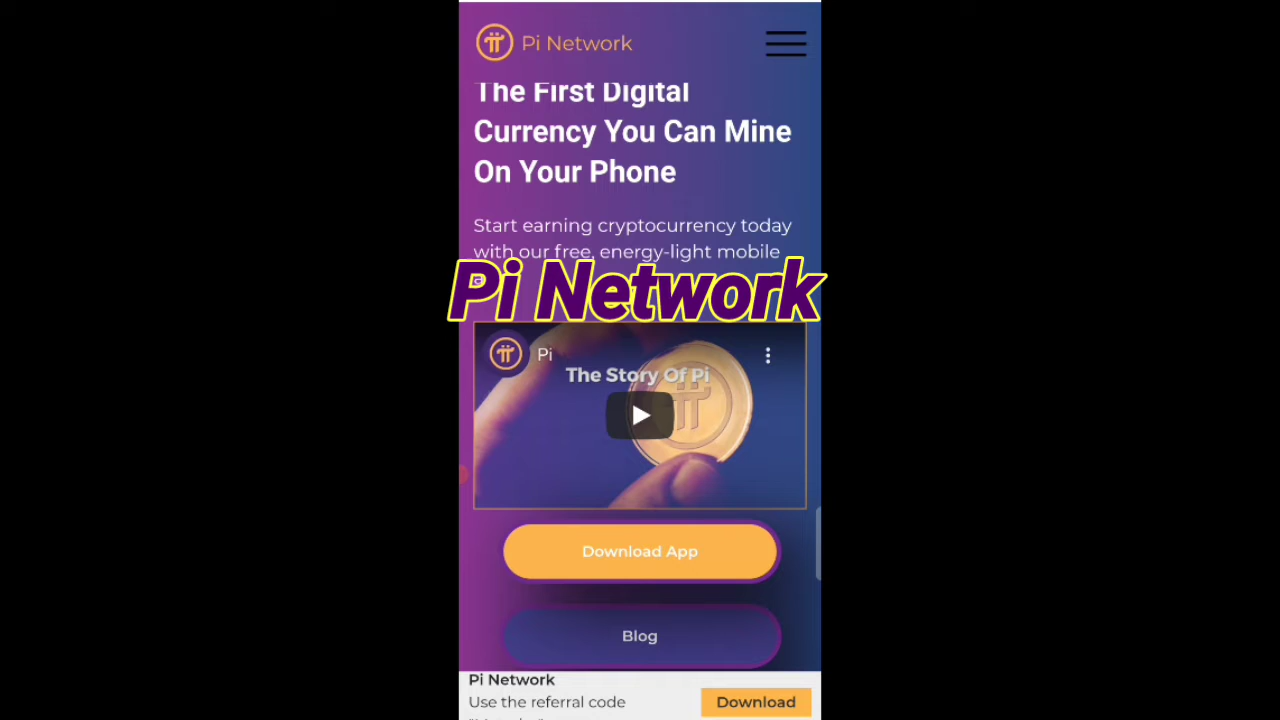 Pi Network
The First Digital
Currency You Can Mine
On Your Phone
Start earning cryptocurrency today
with our free, energy-light mobile
Pi Network
Pi
The Story Of Pi
Download App
Blog
Pi Network
Use the referral code
Download